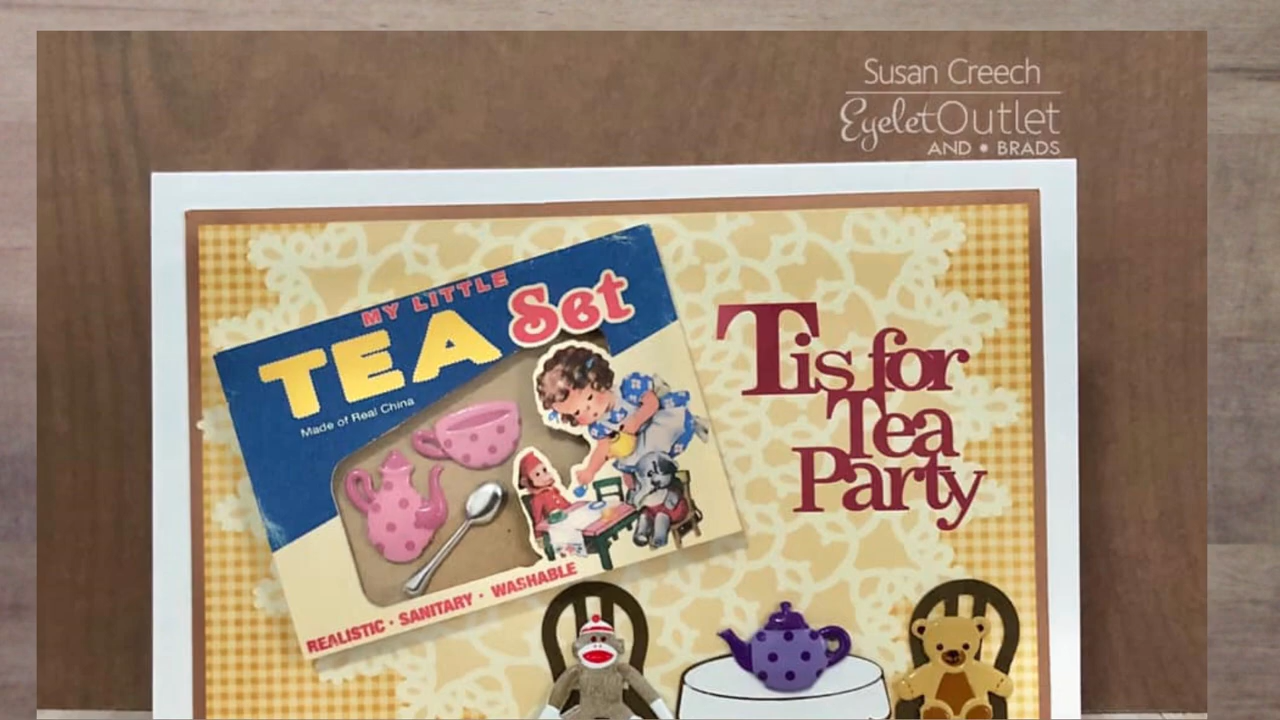 Susan Creech
EyeletOutlet
AND • BRADS
MY LITTLE
TEA Set
Made of Real China
REALISTIC · SANITARY · WASHABLE
T is for
Tea
Party